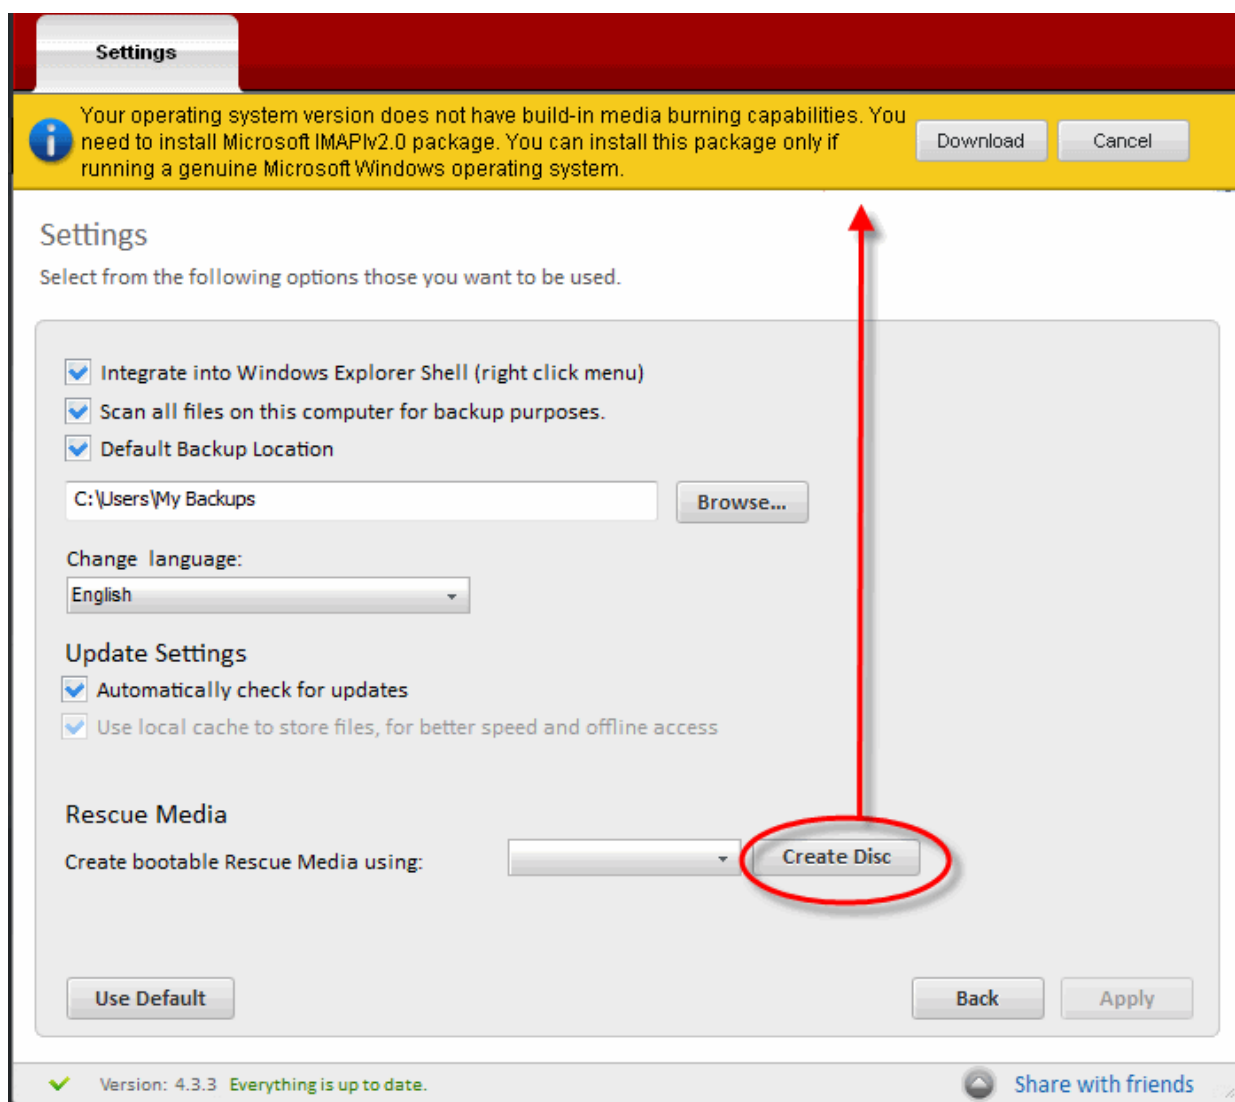 Settings
Your operating system version does not have build-in media burning capabilities. You
need to install Microsoft IMAPIv2.0 package. You can install this package only if
running a genuine Microsoft Windows operating system.
Download
Cancel
Settings
Select from the following options those you want to be used.
Integrate into Windows Explorer Shell (right click menu)
Scan all files on this computer for backup purposes.
Default Backup Location
C:\Users\My Backups
Browse...
Change language:
English
Update Settings
Automatically check for updates
Use local cache to store files, for better speed and offline access
Rescue Media
Create bootable Rescue Media using:
Create Disc
Use Default
Back
Apply
Version: 4.3.3 Everything is up to date.
Share with friends